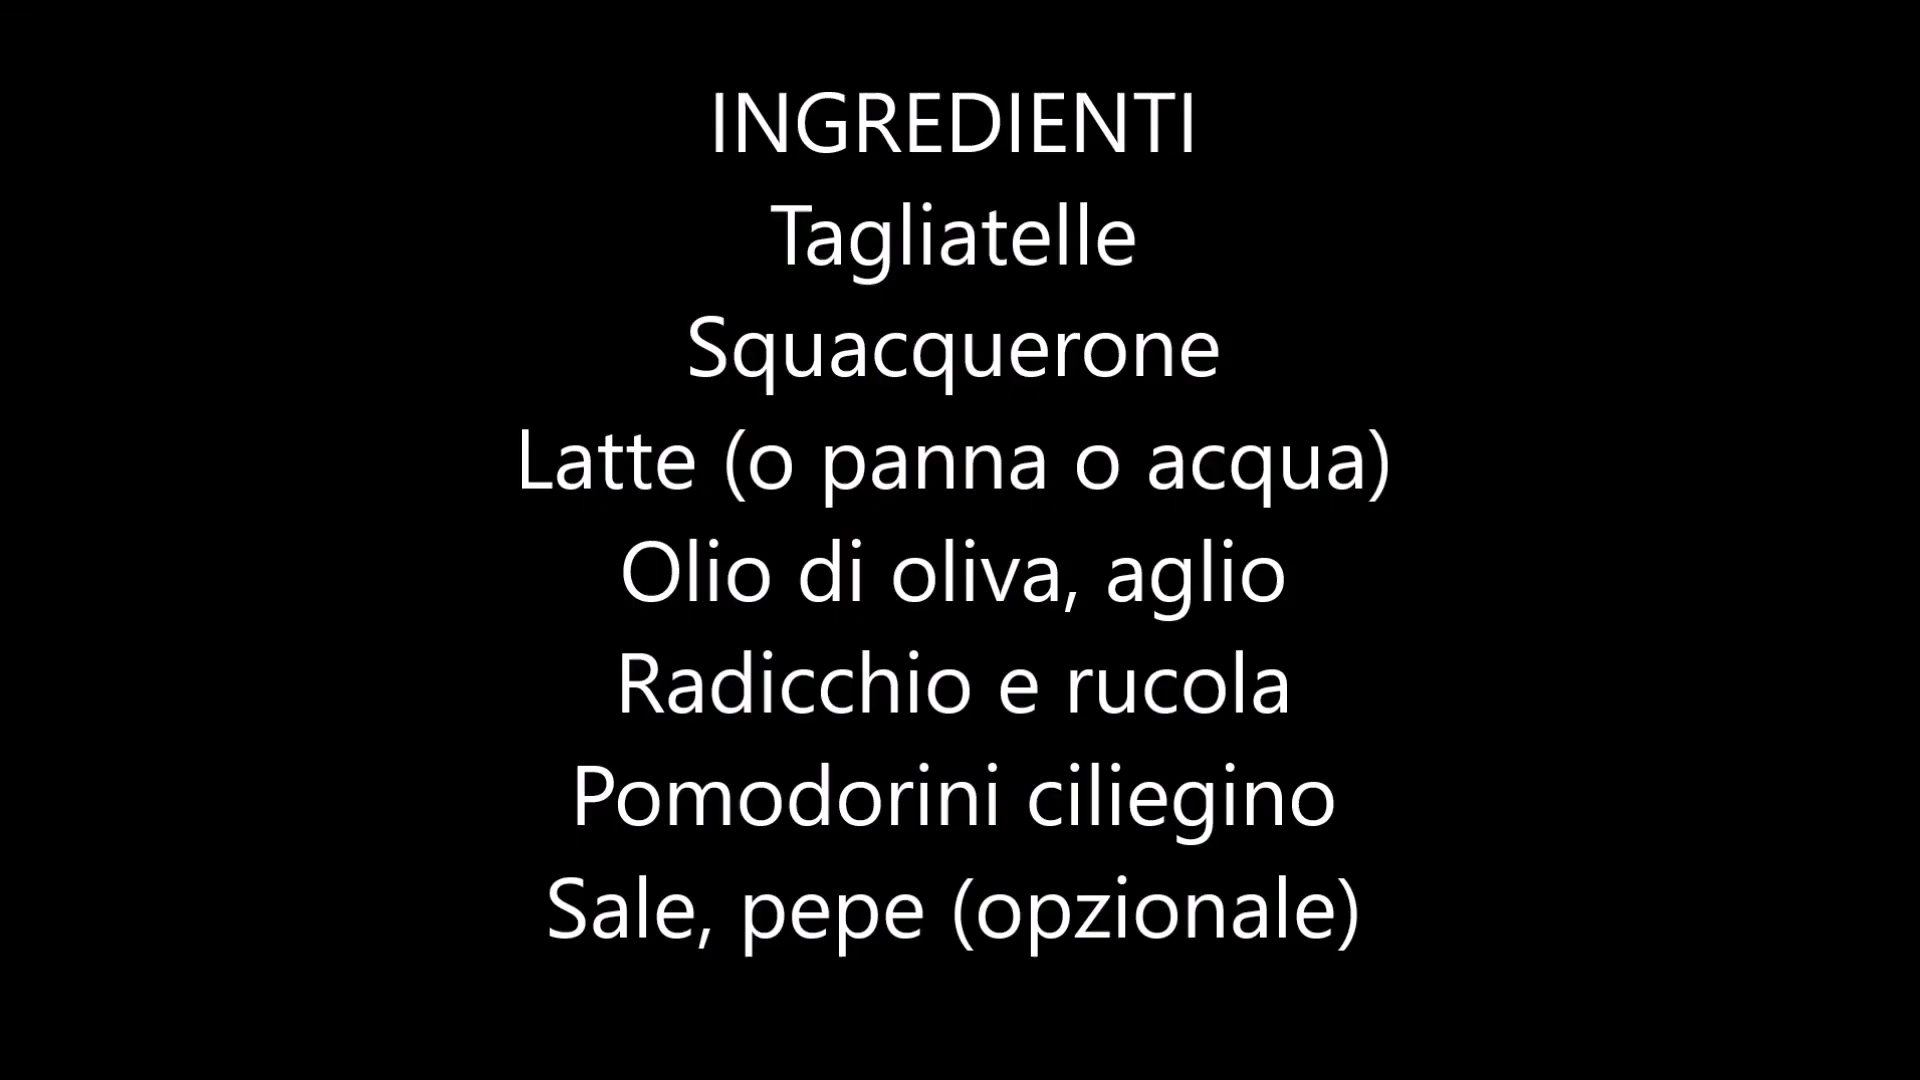 INGREDIENTI
Tagliatelle
Squacquerone
Latte (o panna o acqua)
Olio di oliva, aglio
Radicchio e rucola
Pomodorini ciliegino
Sale, pepe (opzionale)